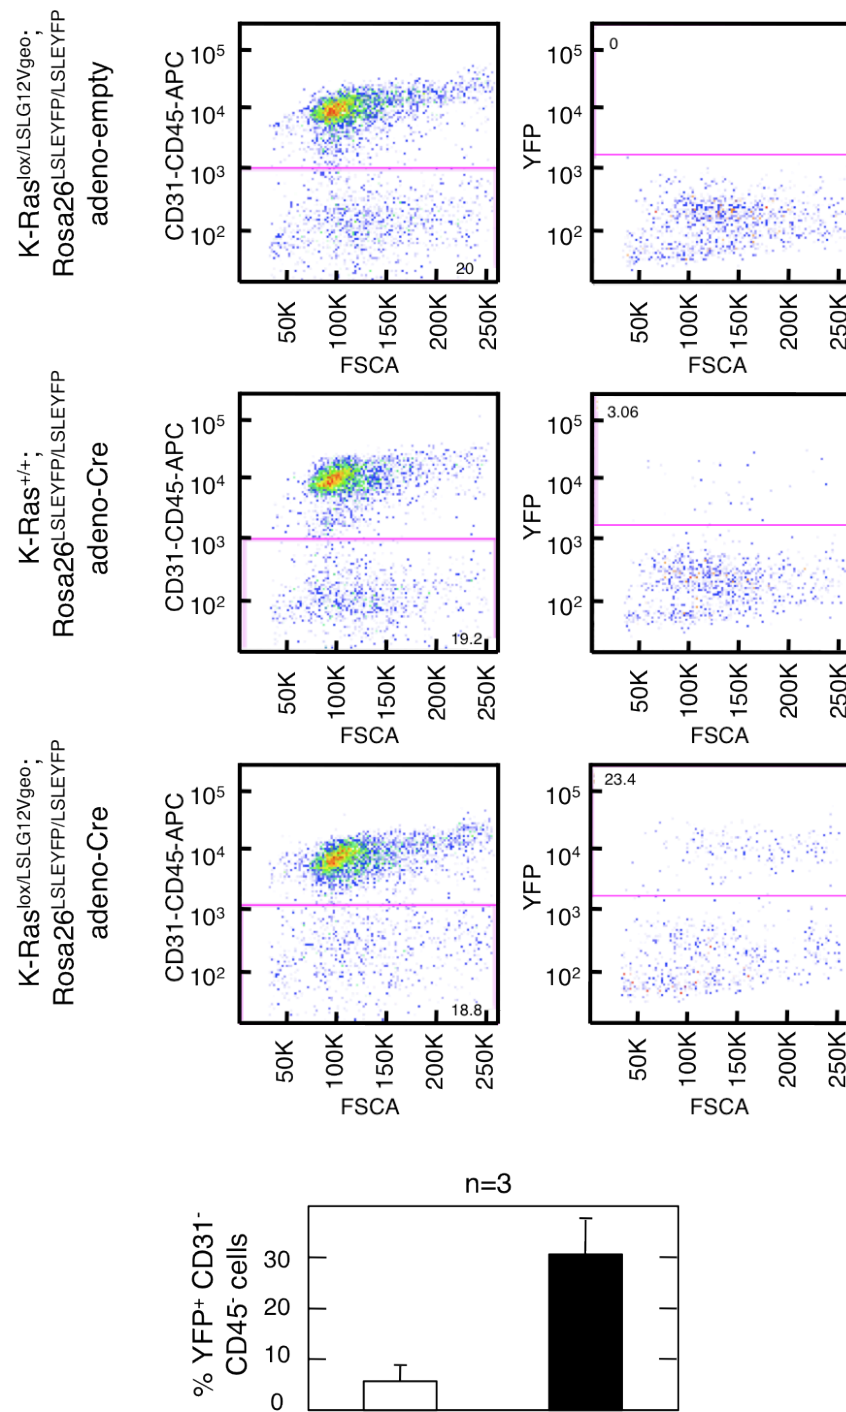 K-Ras^lox/LSLG12Vgeo;
Rosa26^LSLEYFP/LSLEYFP
adeno-empty
CD31-CD45-APC
10^5
10^4
10^3
10^2
20
50K 100K 150K 200K 250K
FSCA
YFP
10^5
10^4
10^3
10^2
0
50K 100K 150K 200K 250K
FSCA
K-Ras^+/+;
Rosa26^LSLEYFP/LSLEYFP
adeno-Cre
CD31-CD45-APC
10^5
10^4
10^3
10^2
19.2
50K 100K 150K 200K 250K
FSCA
YFP
10^5
10^4
10^3
10^2
3.06
50K 100K 150K 200K 250K
FSCA
K-Ras^lox/LSLG12Vgeo;
Rosa26^LSLEYFP/LSLEYFP
adeno-Cre
CD31-CD45-APC
10^5
10^4
10^3
10^2
18.8
50K 100K 150K 200K 250K
FSCA
YFP
10^5
10^4
10^3
10^2
23.4
50K 100K 150K 200K 250K
FSCA
n=3
% YFP^+ CD31^-
CD45^- cells
30
20
10
0